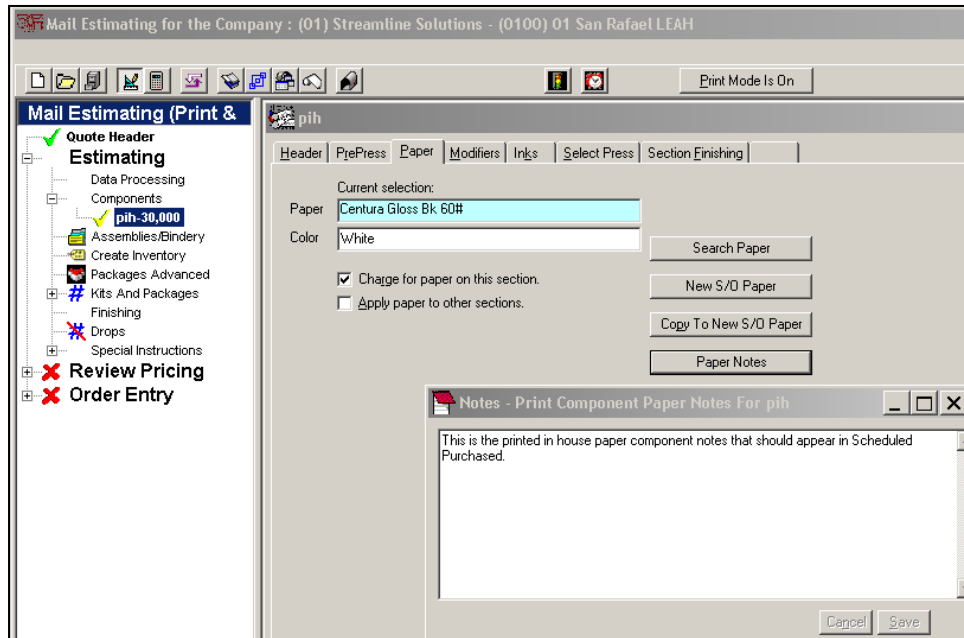 Mail Estimating for the Company : (01) Streamline Solutions - (0100) 01 San Rafael LEAH
Print Mode Is On
Mail Estimating (Print &
Quote Header
Estimating
Data Processing
Components
pih-30,000
Assemblies/Bindery
Create Inventory
Packages Advanced
Kits And Packages
Finishing
Drops
Special Instructions
Review Pricing
Order Entry
pih
Header PrePress Paper Modifiers Inks Select Press Section Finishing
Current selection:
Paper Centura Gloss Bk 60#
Color White
Search Paper
Charge for paper on this section.
New S/O Paper
Apply paper to other sections.
Copy To New S/O Paper
Paper Notes
Notes - Print Component Paper Notes For pih
This is the printed in house paper component notes that should appear in Scheduled
Purchased.
Cancel Save